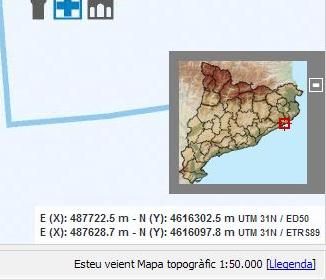 E (X): 487722.5 m - N (Y): 4616302.5 m UTM 31N / ED50
E (X): 487628.7 m - N (Y): 4616097.8 m UTM 31N / ETRS89
Esteu veient Mapa topogràfic 1:50.000 [Llegenda]